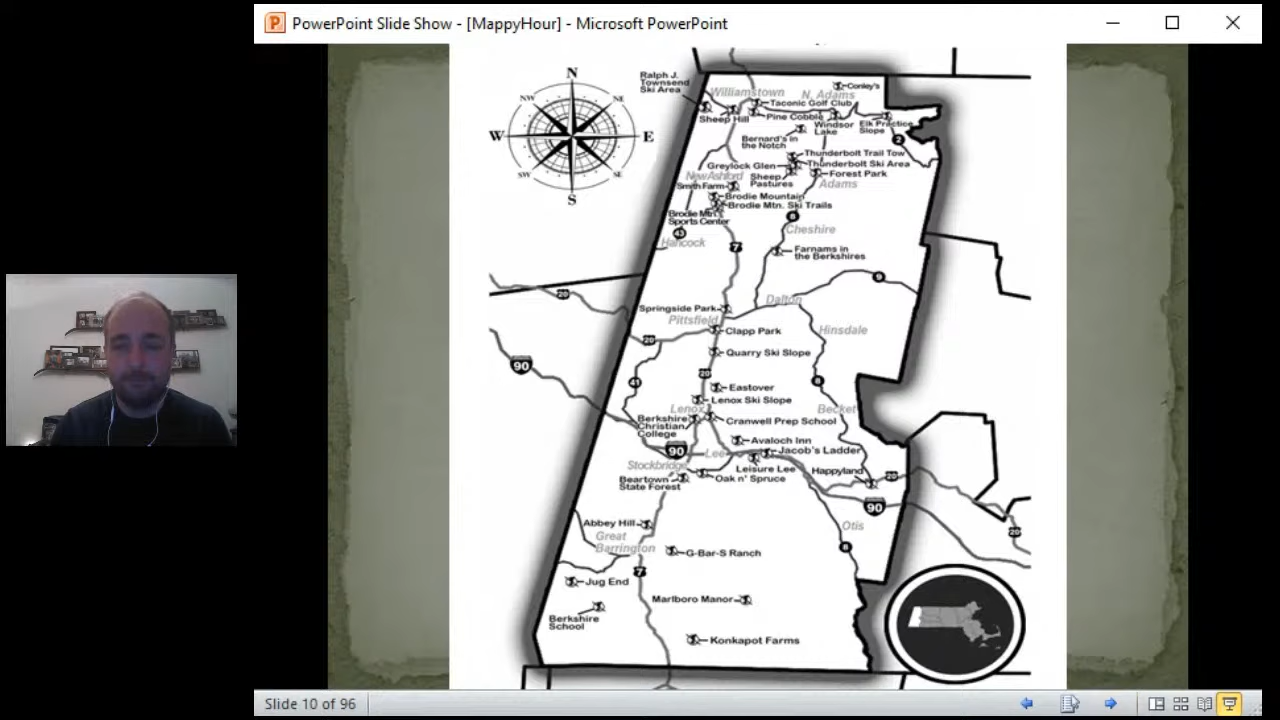 PowerPoint Slide Show - [MappyHour] - Microsoft PowerPoint
N
NW
NE
W
E
SW
SE
S
Ralph J.
Townsend
Ski Area
Williamstown
N. Adams
Conley's
Taconic Golf Club
Sheep Hill
Pine Cobble
Windsor
Lake
Elk Practice
Slope
2
Bernard's in
the Notch
Thunderbolt Trail Tow
Thunderbolt Ski Area
Greylock Glen
Forest Park
New Ashford
Sheep
Pastures
Adams
Smith Farm
Brodie Mountain
Brodie Mtn. Ski Trails
Brodie Mtn.
Sports Center
8
43
Cheshire
Hancock
7
Farnams in
the Berkshires
9
20
Dalton
Springside Park
Pittsfield
Clapp Park
Hinsdale
20
Quarry Ski Slope
90
20
41
8
Eastover
Lenox Ski Slope
Lenox
Becket
Berkshire
Christian
College
Cranwell Prep School
Avaloch Inn
90
Lee
Jacob's Ladder
Stockbridge
Leisure Lee
Happyland
20
Beartown
State Forest
Oak n' Spruce
90
Abbey Hill
Otis
20
Great
Barrington
G-Bar-S Ranch
8
7
Jug End
Marlboro Manor
Berkshire
School
Konkapot Farms
Slide 10 of 96